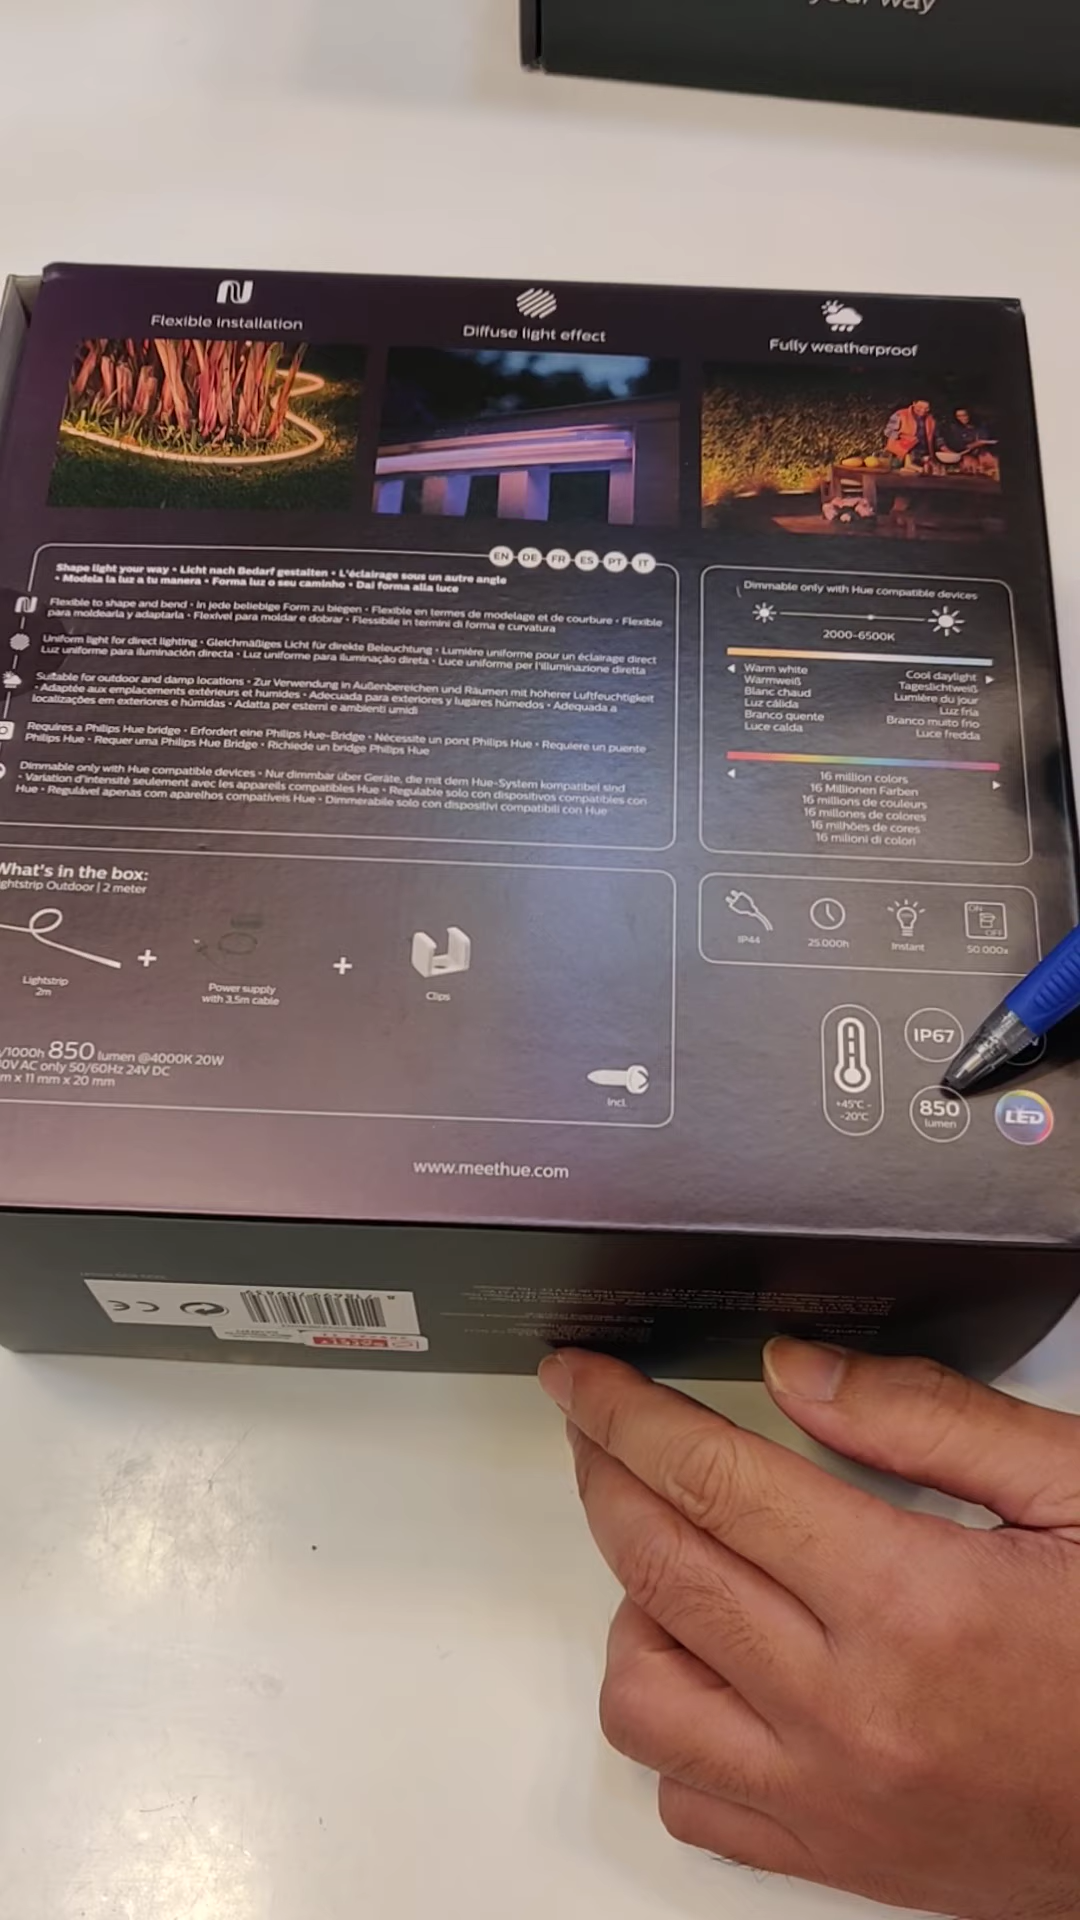 your way
Flexible installation
Diffuse light effect
Fully weatherproof
EN DE FR ES PT IT
Shape light your way • Licht nach Bedarf gestalten • L'éclairage sous un autre angle
• Modela la luz a tu manera • Forma luz o seu caminho • Dai forma alla luce
Flexible to shape and bend • In jede beliebige Form zu biegen • Flexible en termes de modelage et de courbure • Flexible
para moldearla y adaptarla • Flexível para moldar e dobrar • Flessibile in termini di forma e curvatura
Uniform light for direct lighting • Gleichmäßiges Licht für direkte Beleuchtung • Lumière uniforme pour un éclairage direct
Luz uniforme para iluminación directa • Luz uniforme para iluminação direta • Luce uniforme per l'illuminazione diretta
Suitable for outdoor and damp locations • Zur Verwendung in Außenbereichen und Räumen mit höherer Luftfeuchtigkeit
• Adaptée aux emplacements extérieurs et humides • Adecuada para exteriores y lugares húmedos • Adequada a
localizações em exteriores e húmidas • Adatta per esterni e ambienti umidi
Requires a Philips Hue bridge • Erfordert eine Philips Hue-Bridge • Nécessite un pont Philips Hue • Requiere un puente
Philips Hue • Requer uma Philips Hue Bridge • Richiede un bridge Philips Hue
Dimmable only with Hue compatible devices • Nur dimmbar über Geräte, die mit dem Hue-System kompatibel sind
• Variation d'intensité seulement avec les appareils compatibles Hue • Regulable solo con dispositivos compatibles con
Hue • Regulável apenas com aparelhos compatíveis Hue • Dimmerabile solo con dispositivi compatibili con Hue
Dimmable only with Hue compatible devices
2000-6500K
Warm white
Warmweiß
Blanc chaud
Luz cálida
Branco quente
Luce calda
Cool daylight
Tageslichtweiß
Lumière du jour
Luz fría
Branco muito frio
Luce fredda
16 million colors
16 Millionen Farben
16 millions de couleurs
16 millones de colores
16 milhões de cores
16 milioni di colori
What's in the box:
ghtstrip Outdoor | 2 meter
Lightstrip
2m
+
Power supply
with 3,5m cable
+
Clips
/1000h 850 lumen @4000K 20W
0V AC only 50/60Hz 24V DC
m x 11 mm x 20 mm
Incl.
IP44
25.000h
Instant
ON
OFF
50.000x
+45°C -
-20°C
IP67
850
lumen
LED
www.meethue.com
CE